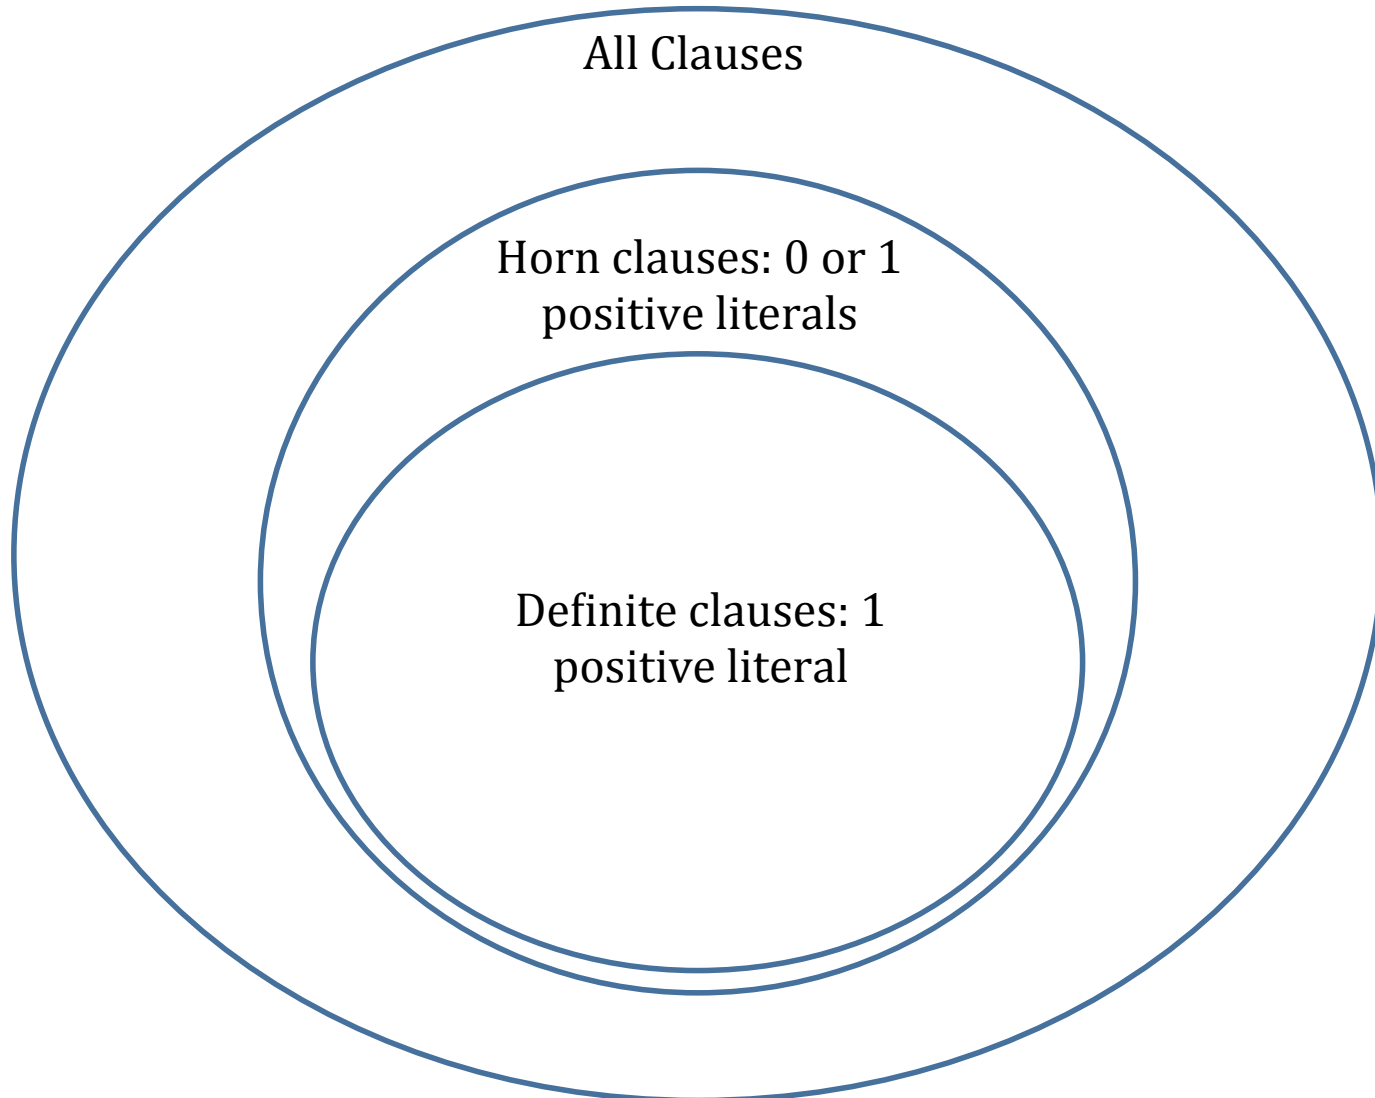 All Clauses
Horn clauses: 0 or 1
positive literals
Definite clauses: 1
positive literal